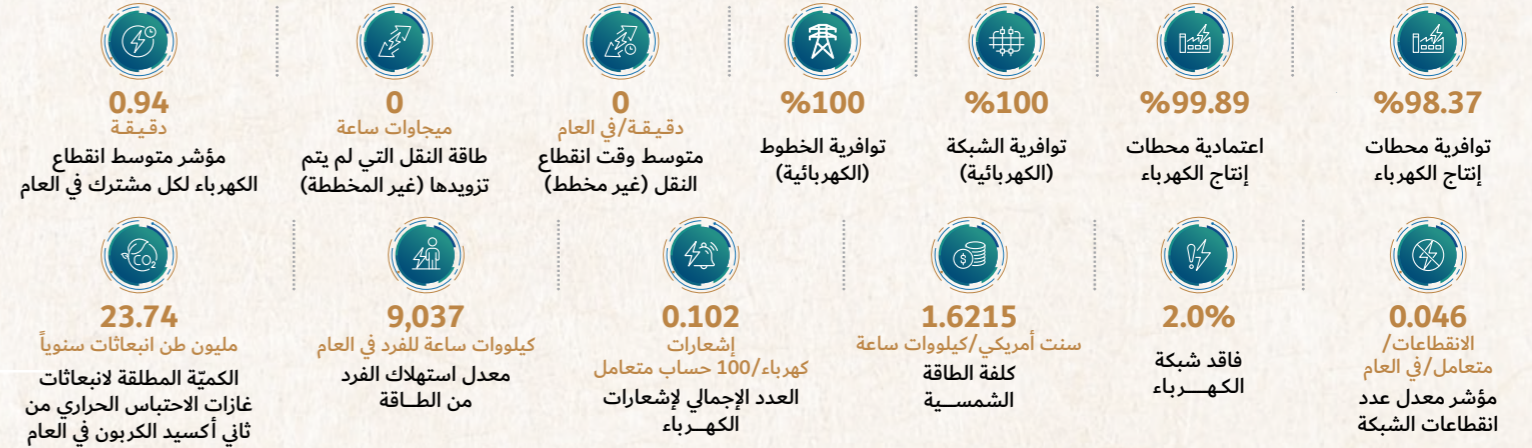 %98.37
توافرية محطات
إنتاج الكهرباء
%99.89
اعتمادية محطات
إنتاج الكهرباء
%100
توافرية الشبكة
(الكهربائية)
%100
توافرية الخطوط
(الكهربائية)
0
دقيقة/في العام
متوسط وقت انقطاع
النقل (غير مخطط)
0
ميجاوات ساعة
طاقة النقل التي لم يتم
تزويدها (غير المخططة)
0.94
دقيقة
مؤشر متوسط انقطاع
الكهرباء لكل مشترك في العام
0.046
الانقطاعات/
متعامل/في العام
مؤشر معدل عدد
انقطاعات الشبكة
2.0%
فاقد شبكة
الكهـــرباء
1.6215
سنت أمريكي/كيلووات ساعة
كلفة الطاقة
الشمســـية
0.102
إشعارات
كهرباء/100 حساب متعامل
العدد الإجمالي لإشعارات
الكهــرباء
9,037
كيلووات ساعة للفرد في العام
معدل استهلاك الفرد
من الطــاقة
CO2
23.74
مليون طن انبعاثات سنوياً
الكميّة المطلقة لانبعاثات
غازات الاحتباس الحراري من
ثاني أكسيد الكربون في العام